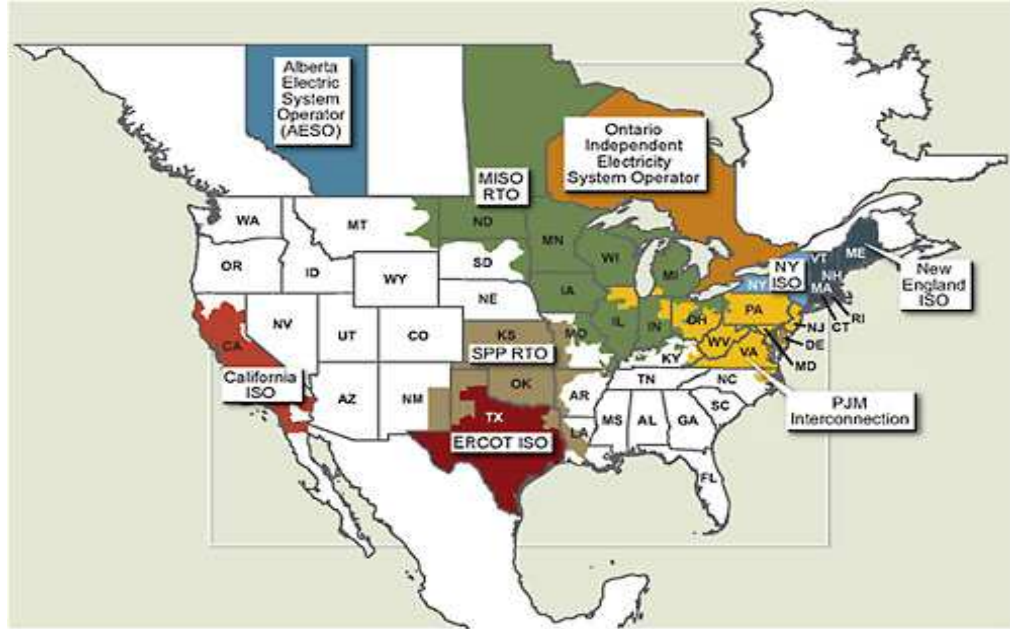 Alberta
Electric
System
Operator
(AESO)
Ontario
Independent
Electricity
System Operator
MISO
RTO
WA
MT
ND
MN
OR
ID
WY
SD
WI
MI
VT
ME
NH
NY
ISO
NY
MA
New
England
ISO
RI
CT
NE
IA
PA
NJ
DE
MD
NV
UT
CO
KS
MO
IL
IN
OH
WV
VA
KY
CA
SPP RTO
California
ISO
AZ
NM
OK
AR
TN
NC
SC
PJM
Interconnection
TX
ERCOT ISO
LA
MS
AL
GA
FL